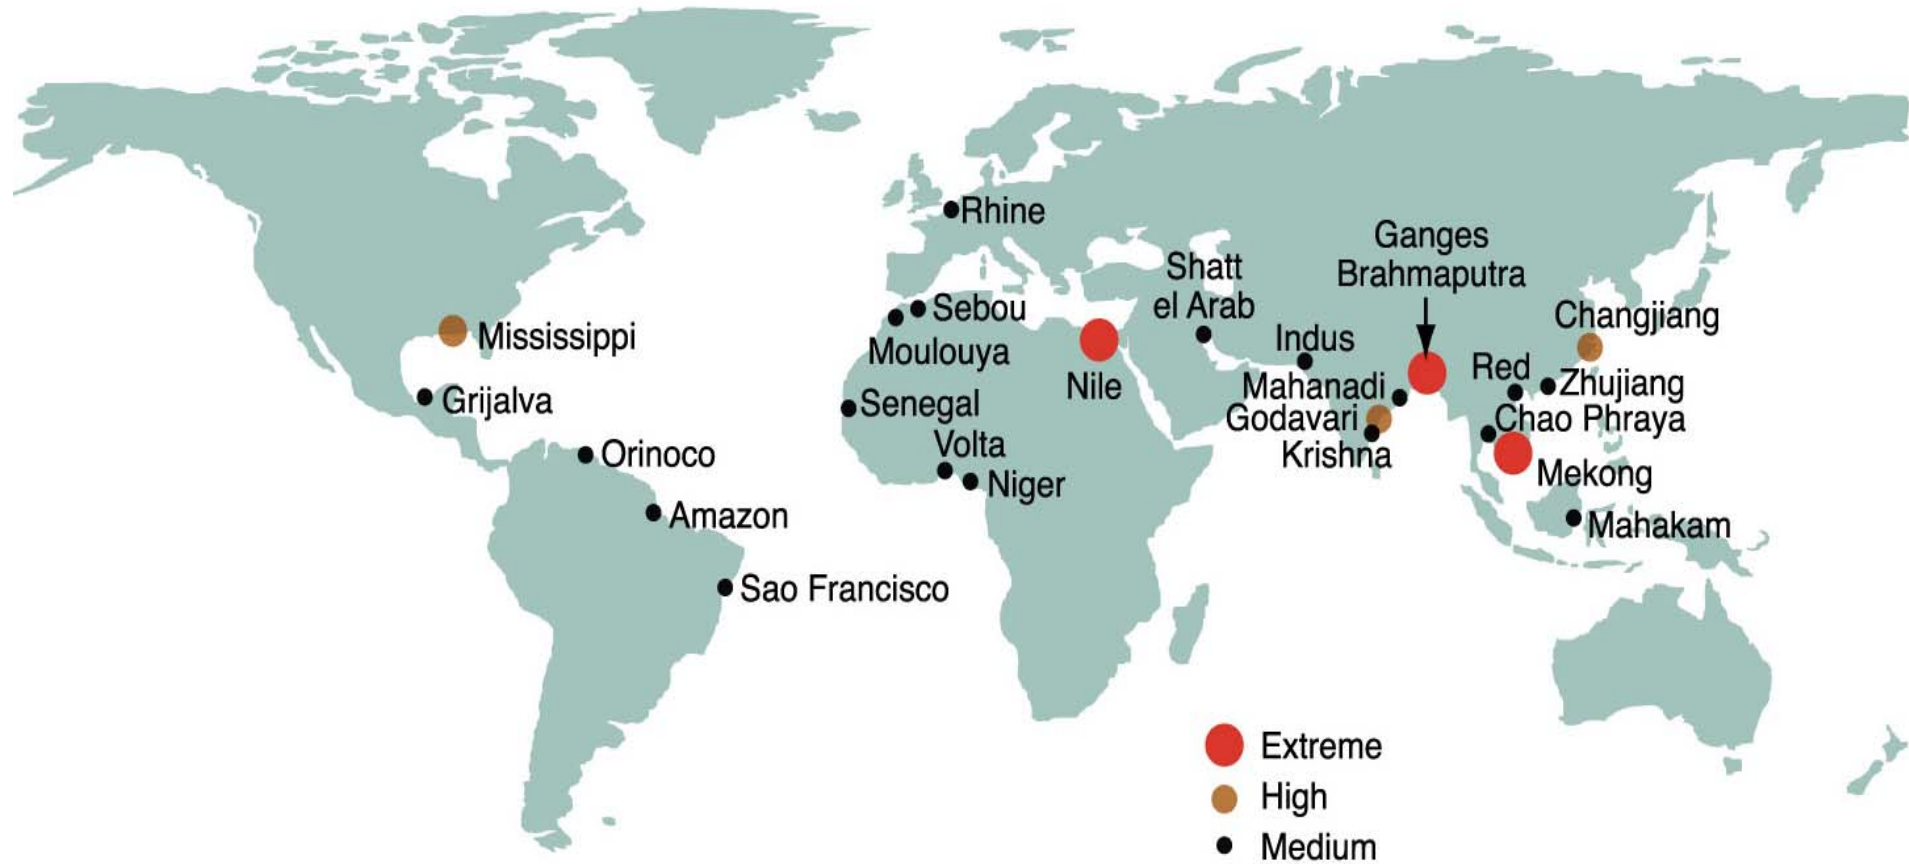 Rhine
Ganges
Brahmaputra
Shatt
el Arab
Sebou
Moulouya
Mississippi
Changjiang
Indus
Red
Nile
Mahanadi
Zhujiang
Grijalva
Senegal
Godavari
Chao Phraya
Volta
Krishna
Orinoco
Mekong
Niger
Amazon
Mahakam
Sao Francisco
Extreme
High
Medium